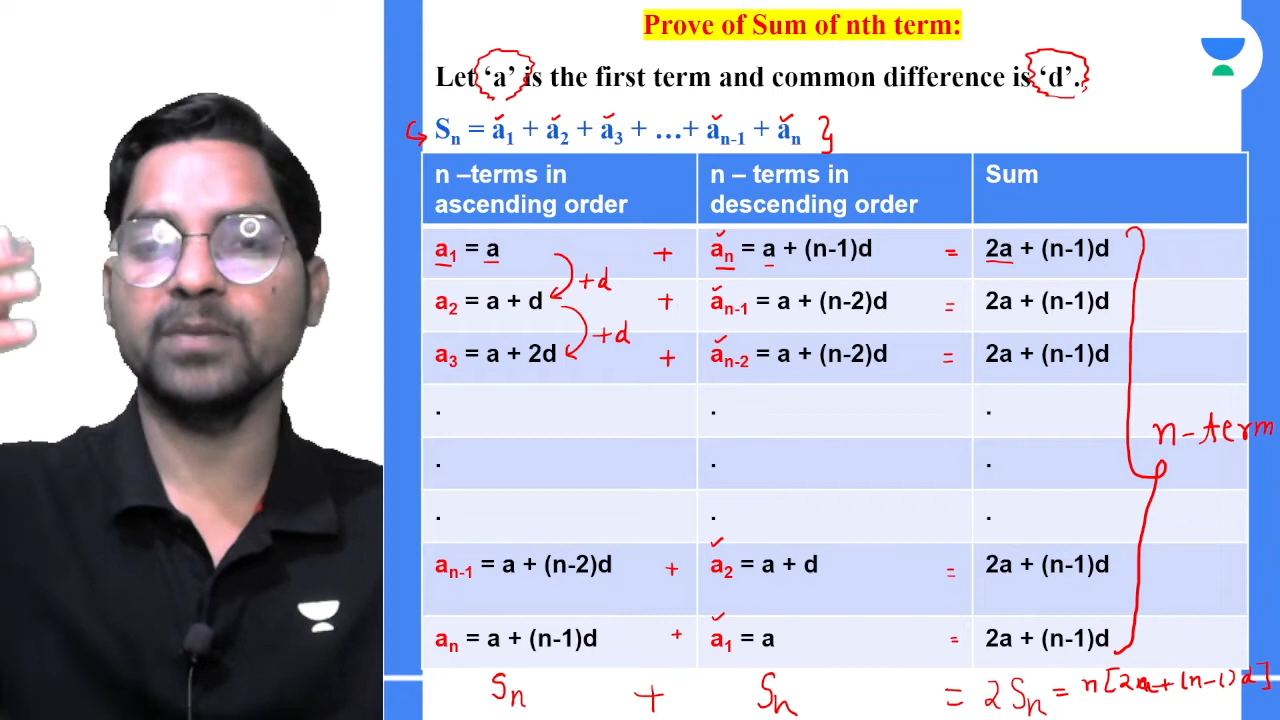 Prove of Sum of nth term:
Let ‘a’ is the first term and common difference is ‘d’.
Sn = a1 + a2 + a3 + …+ an-1 + an }
n –terms in ascending order
n – terms in descending order
Sum
a1 = a + an = a + (n-1)d = 2a + (n-1)d
+d
a2 = a + d + an-1 = a + (n-2)d = 2a + (n-1)d
+d
a3 = a + 2d + an-2 = a + (n-2)d = 2a + (n-1)d
. . .
n-term
. . .
. . .
an-1 = a + (n-2)d + a2 = a + d = 2a + (n-1)d
an = a + (n-1)d + a1 = a = 2a + (n-1)d
Sn + Sn = 2Sn = n[2a+(n-1)d]